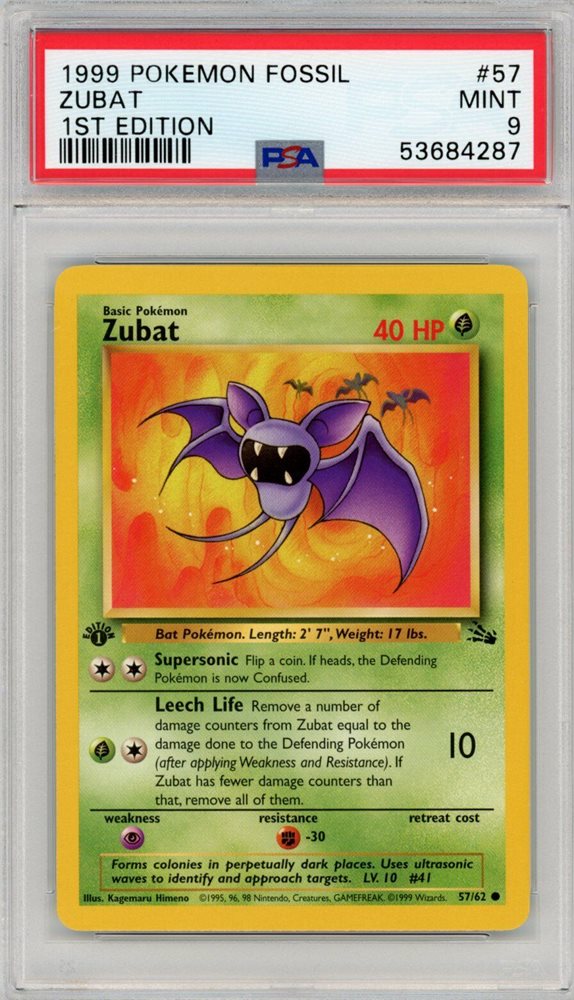 1999 POKEMON FOSSIL #57
ZUBAT MINT
1ST EDITION 9
PSA 53684287
Basic Pokémon
Zubat 40 HP
EDITION
1
Bat Pokémon. Length: 2' 7", Weight: 17 lbs.
Supersonic Flip a coin. If heads, the Defending
Pokémon is now Confused.
Leech Life Remove a number of
damage counters from Zubat equal to the
damage done to the Defending Pokémon 10
(after applying Weakness and Resistance). If
Zubat has fewer damage counters than
that, remove all of them.
weakness resistance retreat cost
-30
Forms colonies in perpetually dark places. Uses ultrasonic
waves to identify and approach targets. LV. 10 #41
Illus. Kagemaru Himeno ©1995, 96, 98 Nintendo, Creatures, GAMEFREAK. ©1999 Wizards. 57/62